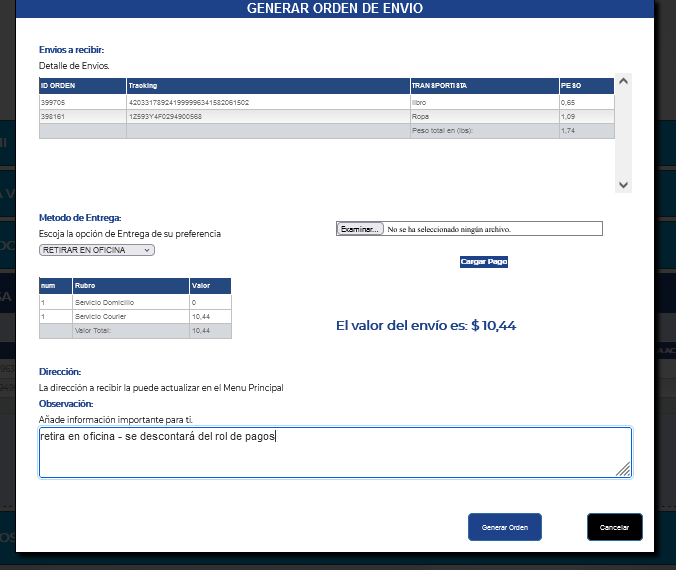 GENERAR ORDEN DE ENVIO
Envios a recibir:
Detalle de Envios.
ID ORDEN Tracking TRANSPORTISTA PESO
399705 420331789241999996341582061502 libro 0,65
398161 1Z593Y4F0294900568 Ropa 1,09
Peso total en (lbs): 1,74
Metodo de Entrega:
Escoja la opción de Entrega de su preferencia
RETIRAR EN OFICINA
Examinar... No se ha seleccionado ningún archivo.
Cargar Pago
num Rubro Valor
1 Servicio Domicilio 0
1 Servicio Courier 10,44
Valor Total: 10,44
El valor del envío es: $ 10,44
Dirección:
La dirección a recibir la puede actualizar en el Menu Principal
Observación:
Añade información importante para ti.
retira en oficina - se descontará del rol de pagos
Generar Orden
Cancelar